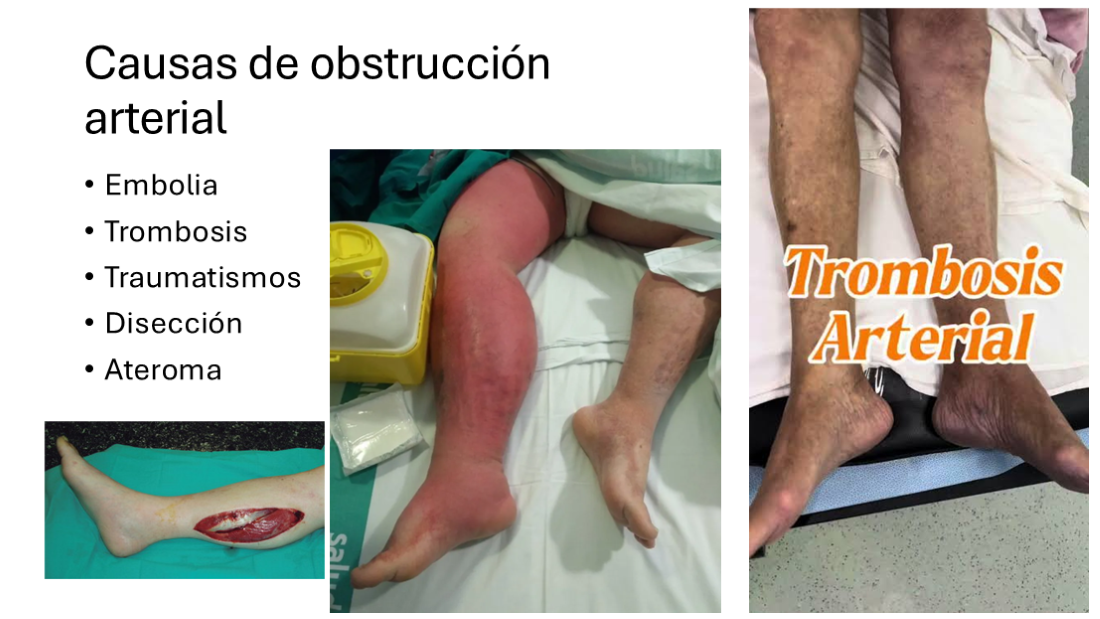 Causas de obstrucción
arterial
• Embolia
• Trombosis
• Traumatismos
• Disección
• Ateroma
Trombosis
Arterial